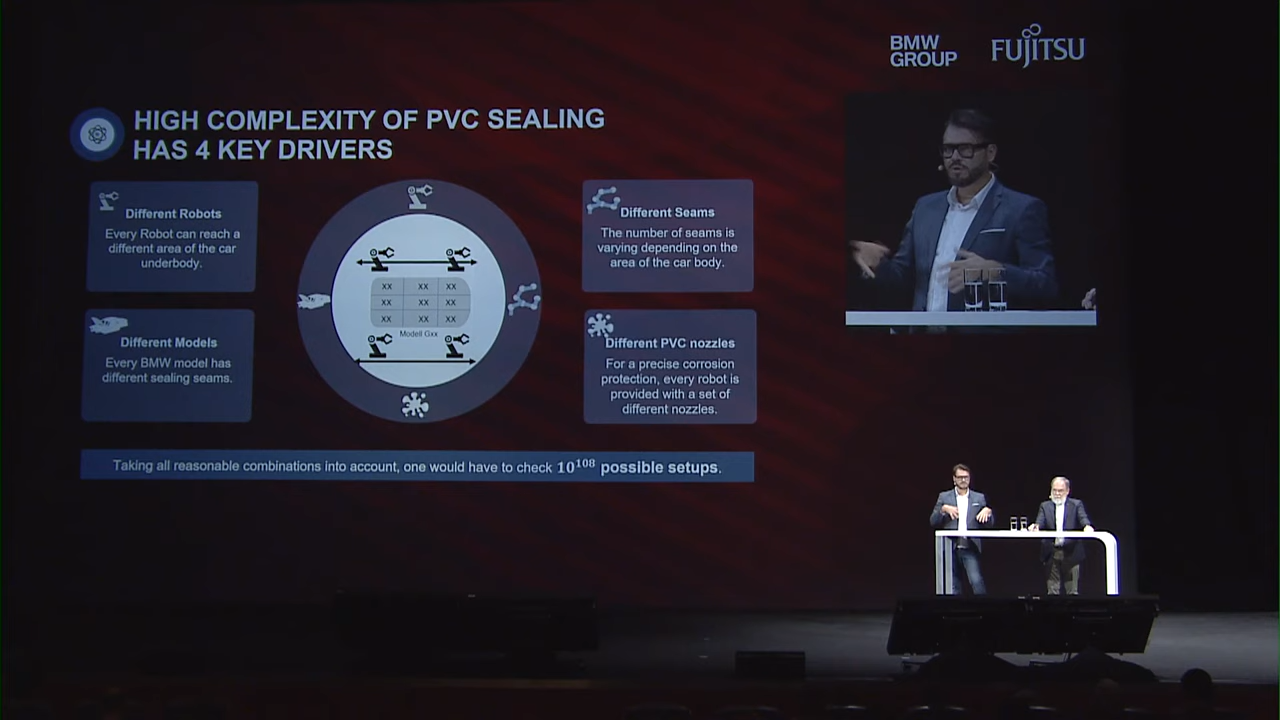 BMW
GROUP
FUJITSU
HIGH COMPLEXITY OF PVC SEALING
HAS 4 KEY DRIVERS
Different Robots
Every Robot can reach a
different area of the car
underbody.
Different Models
Every BMW model has
different sealing seams.
XX XX XX
XX XX XX
XX XX XX
Modell Gxx
Different Seams
The number of seams is
varying depending on the
area of the car body.
Different PVC nozzles
For a precise corrosion
protection, every robot is
provided with a set of
different nozzles.
Taking all reasonable combinations into account, one would have to check 10¹⁰⁸ possible setups.